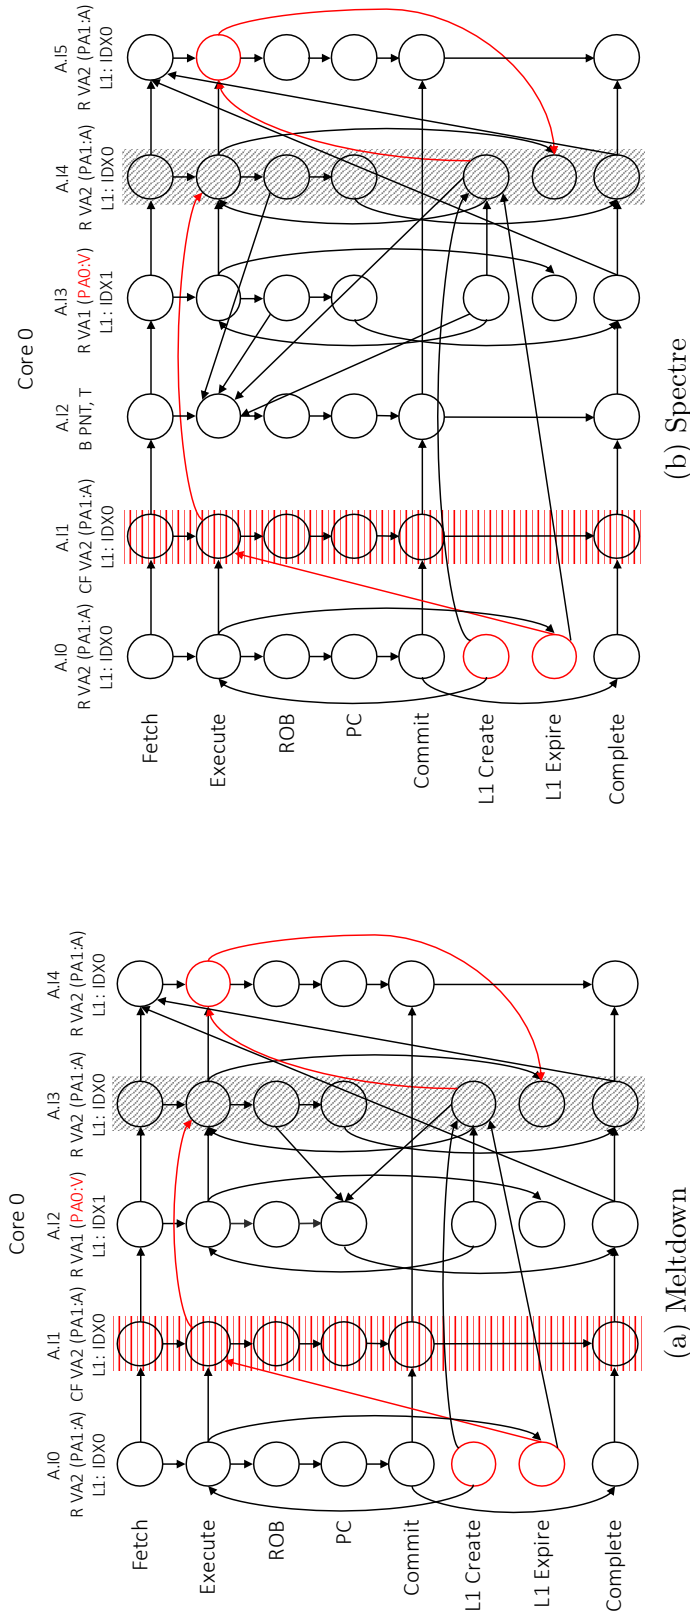 Core 0
A.I0
R VA2 (PA1:A)
L1: IDX0
A.I1
CF VA2 (PA1:A)
L1: IDX0
A.I2
R VA1 (PA0:V)
L1: IDX1
A.I3
R VA2 (PA1:A)
L1: IDX0
A.I4
R VA2 (PA1:A)
L1: IDX0
Fetch
Execute
ROB
PC
Commit
L1 Create
L1 Expire
Complete
(a) Meltdown
Core 0
A.I0
R VA2 (PA1:A)
L1: IDX0
A.I1
CF VA2 (PA1:A)
L1: IDX0
A.I2
B PNT, T
A.I3
R VA1 (PA0:V)
L1: IDX1
A.I4
R VA2 (PA1:A)
L1: IDX0
A.I5
R VA2 (PA1:A)
L1: IDX0
Fetch
Execute
ROB
PC
Commit
L1 Create
L1 Expire
Complete
(b) Spectre